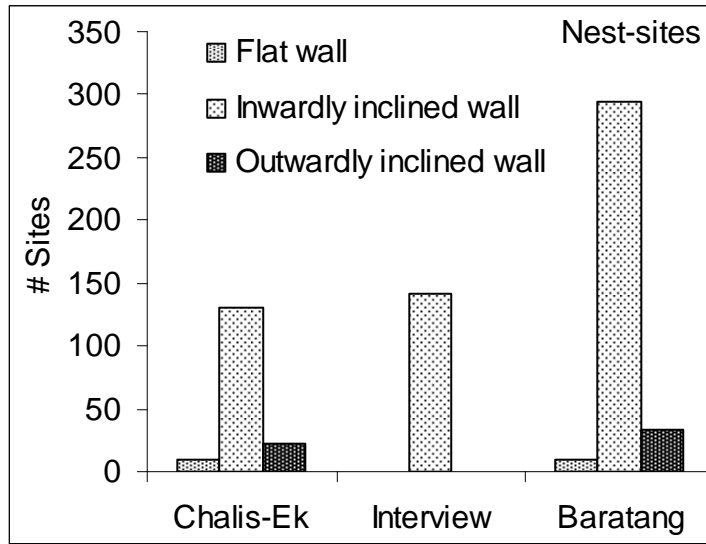 Nest-sites
Flat wall
Inwardly inclined wall
Outwardly inclined wall
# Sites
350
300
250
200
150
100
50
0
Chalis-Ek Interview Baratang